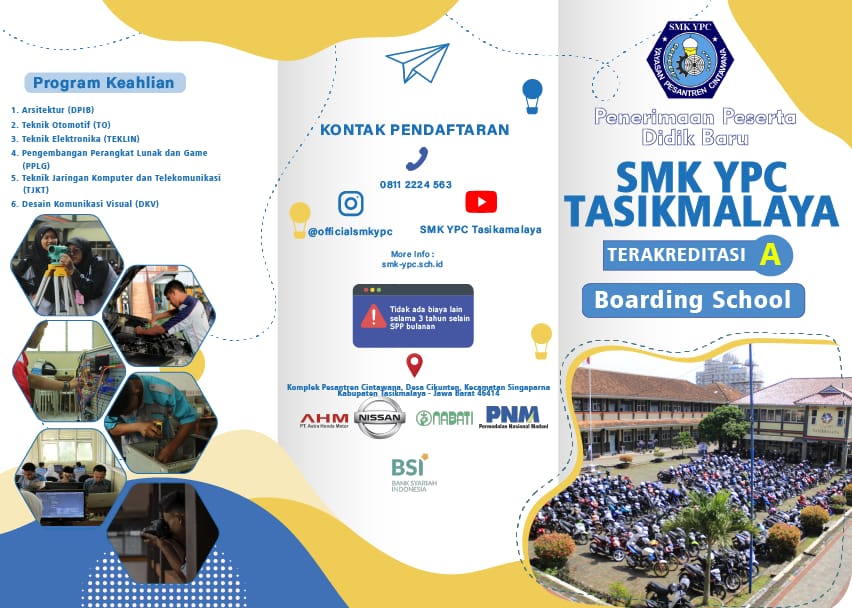 Program Keahlian
1. Arsitektur (DPIB)
2. Teknik Otomotif (TO)
3. Teknik Elektronika (TEKLIN)
4. Pengembangan Perangkat Lunak dan Game
(PPLG)
5. Teknik Jaringan Komputer dan Telekomunikasi
(TJKT)
6. Desain Komunikasi Visual (DKV)
KONTAK PENDAFTARAN
0811 2224 563
@officialsmkypc
SMK YPC Tasikamalaya
More Info :
smk-ypc.sch.id
Tidak ada biaya lain
selama 3 tahun selain
SPP bulanan
Komplek Pesantren Cintawana, Desa Cikunten, Kecamatan Singaparna
Kabupaten Tasikmalaya - Jawa Barat 46414
AHM
PT Astra Honda Motor
NISSAN
NABATI
PNM
Permodalan Nasional Madani
BSI
BANK SYARIAH
INDONESIA
SMK YPC
YAYASAN PESANTREN CINTAWANA
Penerimaan Peserta
Didik Baru
SMK YPC
TASIKMALAYA
TERAKREDITASI A
Boarding School